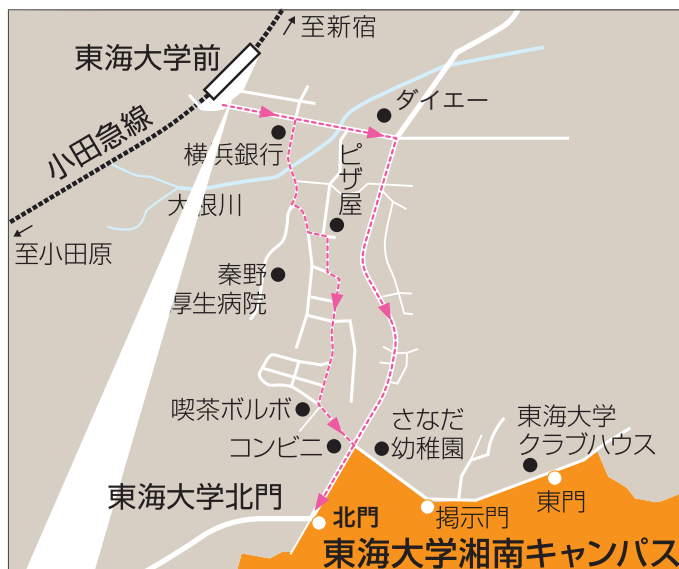 至新宿
東海大学前
ダイエー
小田急線
横浜銀行
ピザ屋
大根川
至小田原
秦野
厚生病院
喫茶ボルボ
さなだ
幼稚園
東海大学
クラブハウス
コンビニ
東海大学北門
北門
掲示門
東門
東海大学湘南キャンパス